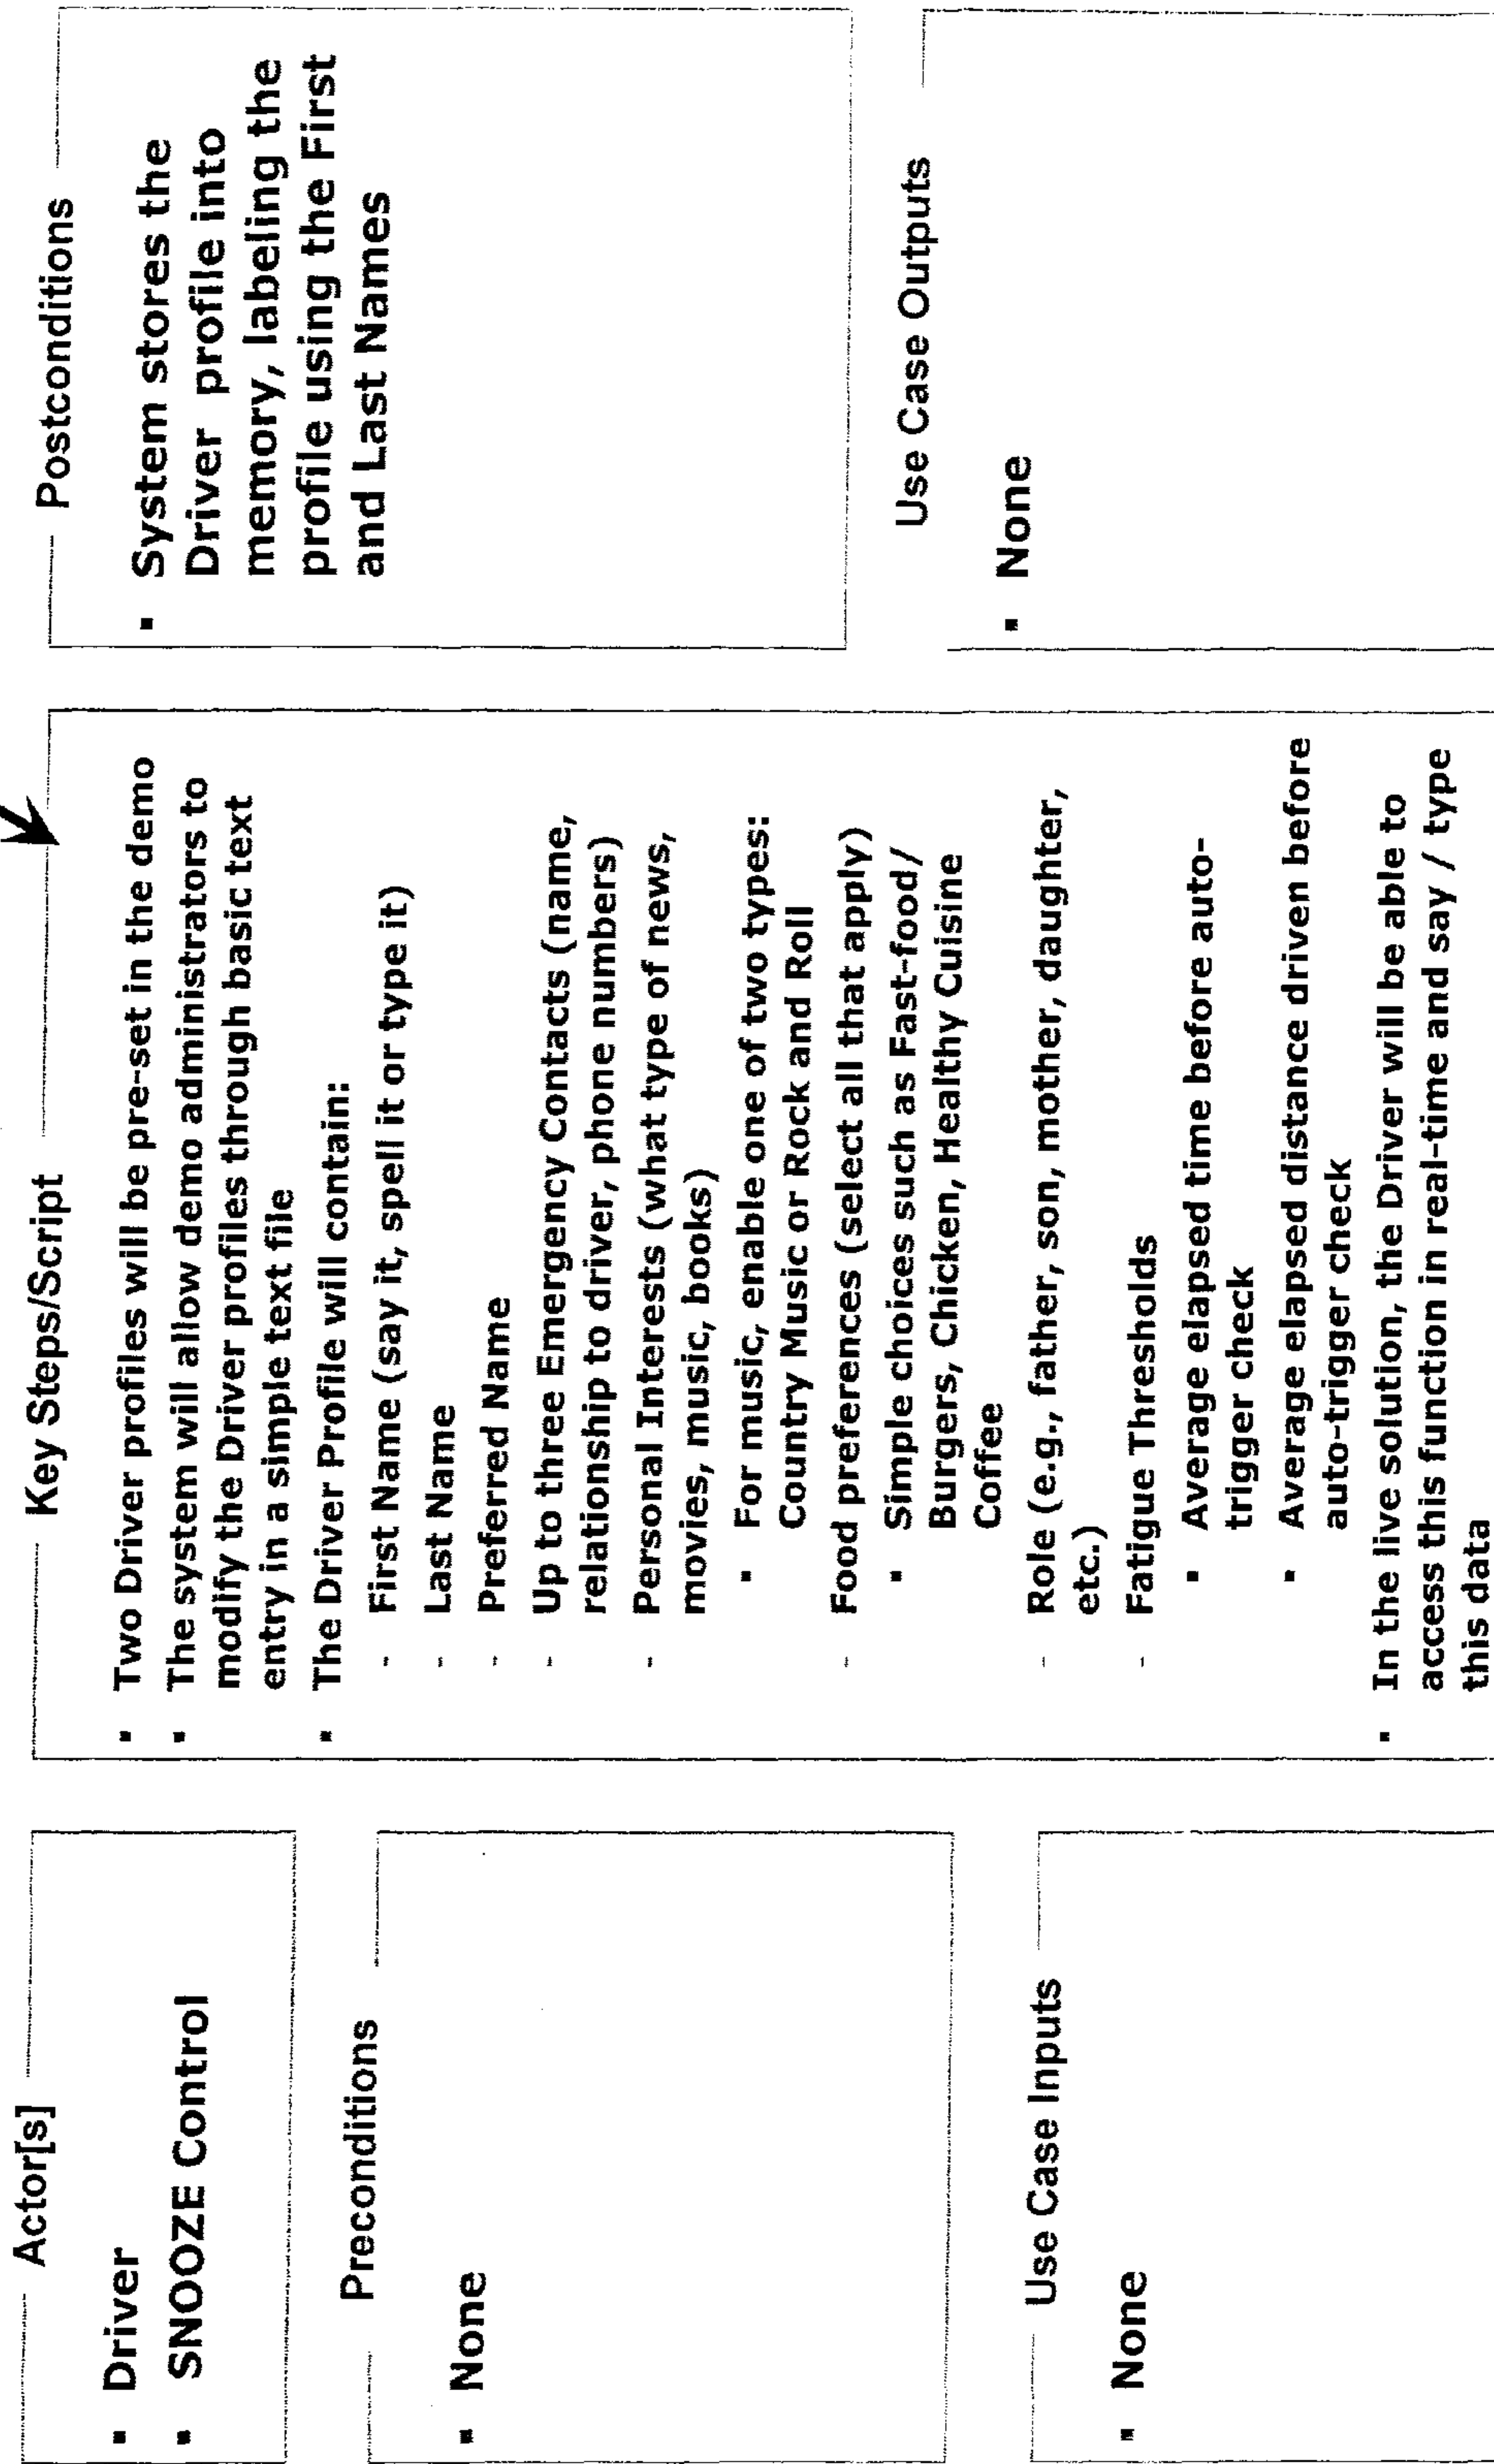 Actor[s]
▪ Driver
▪ SNOOZE Control
Preconditions
▪ None
Use Case Inputs
▪ None
Key Steps/Script
▪ Two Driver profiles will be pre-set in the demo
▪ The system will allow demo administrators to
modify the Driver profiles through basic text
entry in a simple text file
▪ The Driver Profile will contain:
- First Name (say it, spell it or type it)
- Last Name
- Preferred Name
- Up to three Emergency Contacts (name,
relationship to driver, phone numbers)
- Personal Interests (what type of news,
movies, music, books)
▪ For music, enable one of two types:
Country Music or Rock and Roll
- Food preferences (select all that apply)
▪ Simple choices such as Fast-food/
Burgers, Chicken, Healthy Cuisine
Coffee
- Role (e.g., father, son, mother, daughter,
etc.)
- Fatigue Thresholds
▪ Average elapsed time before auto-
trigger check
▪ Average elapsed distance driven before
auto-trigger check
▪ In the live solution, the Driver will be able to
access this function in real-time and say / type
this data
Postconditions
▪ System stores the
Driver profile into
memory, labeling the
profile using the First
and Last Names
Use Case Outputs
▪ None